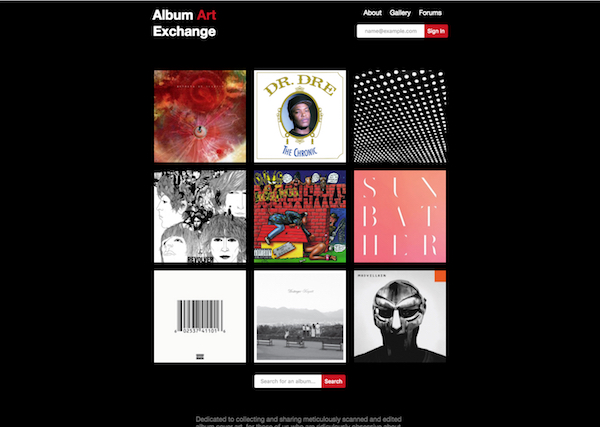 Album Art
Exchange
About Gallery Forums
name@example.com
Sign In
DR. DRE
THE CHRONIC
REVOLVER
SUN
BAT
HER
MADVILLAIN
Search for an album...
Search
Dedicated to collecting and sharing meticulously scanned and edited
album cover art, for those of us who are ridiculously obsessive about